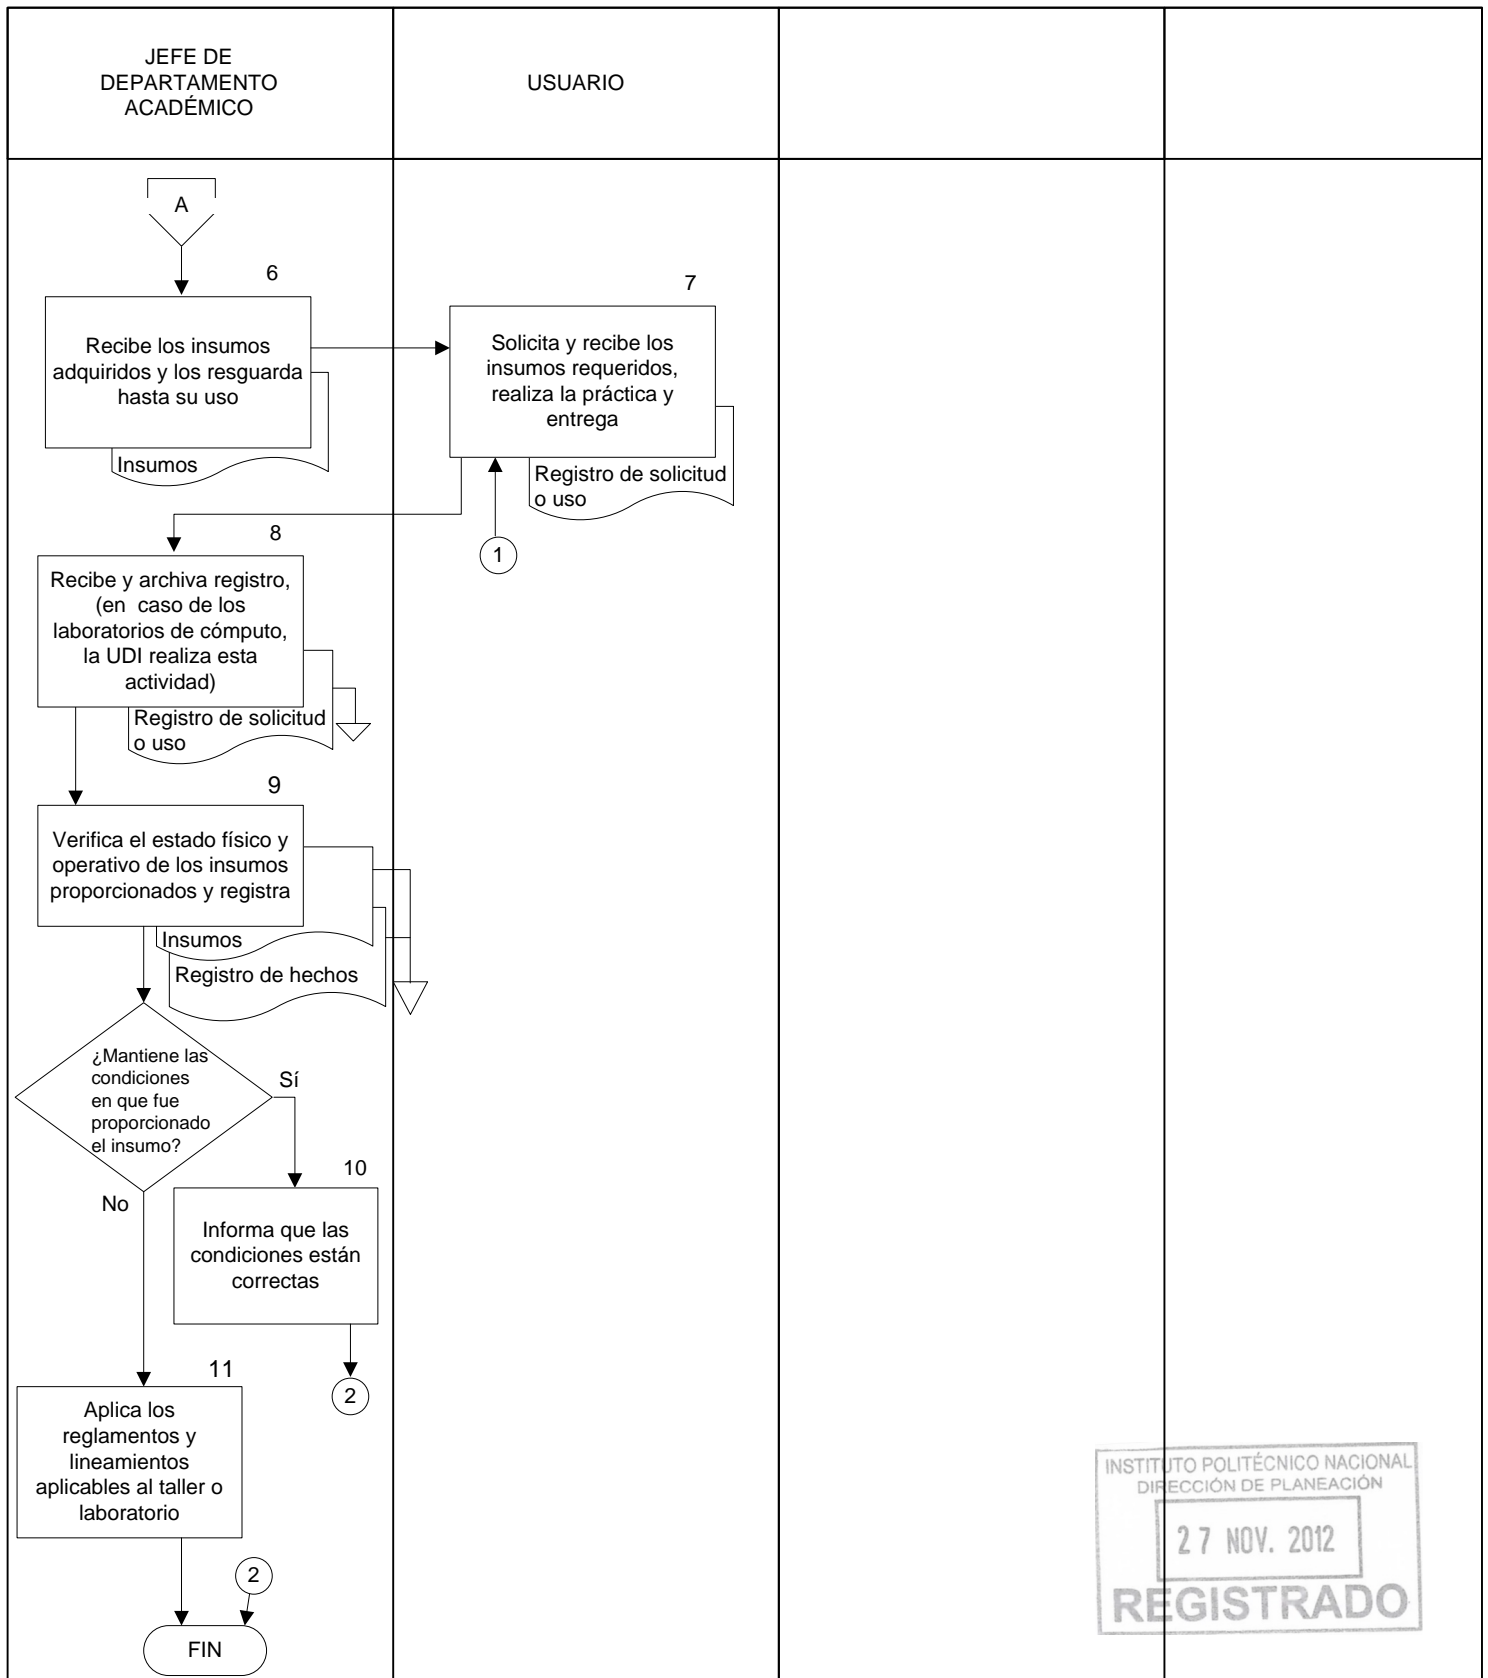 JEFE DE
DEPARTAMENTO
ACADÉMICO
USUARIO
A
6
Recibe los insumos
adquiridos y los resguarda
hasta su uso
Insumos
7
Solicita y recibe los
insumos requeridos,
realiza la práctica y
entrega
Registro de solicitud
o uso
1
8
Recibe y archiva registro,
(en caso de los
laboratorios de cómputo,
la UDI realiza esta
actividad)
Registro de solicitud
o uso
9
Verifica el estado físico y
operativo de los insumos
proporcionados y registra
Insumos
Registro de hechos
¿Mantiene las
condiciones
en que fue
proporcionado
el insumo?
Sí
No
10
Informa que las
condiciones están
correctas
2
11
Aplica los
reglamentos y
lineamientos
aplicables al taller o
laboratorio
2
FIN
INSTITUTO POLITÉCNICO NACIONAL
DIRECCIÓN DE PLANEACIÓN
27 NOV. 2012
REGISTRADO